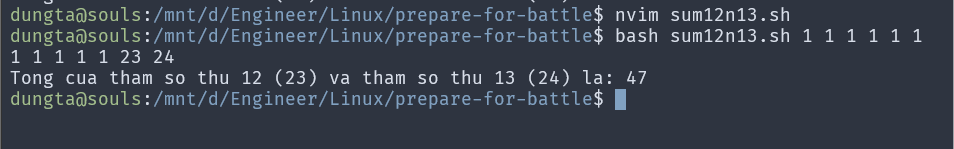 dungta@souls:/mnt/d/Engineer/Linux/prepare-for-battle$ nvim sum12n13.sh
dungta@souls:/mnt/d/Engineer/Linux/prepare-for-battle$ bash sum12n13.sh 1 1 1 1 1 1
1 1 1 1 1 23 24
Tong cua tham so thu 12 (23) va tham so thu 13 (24) la: 47
dungta@souls:/mnt/d/Engineer/Linux/prepare-for-battle$